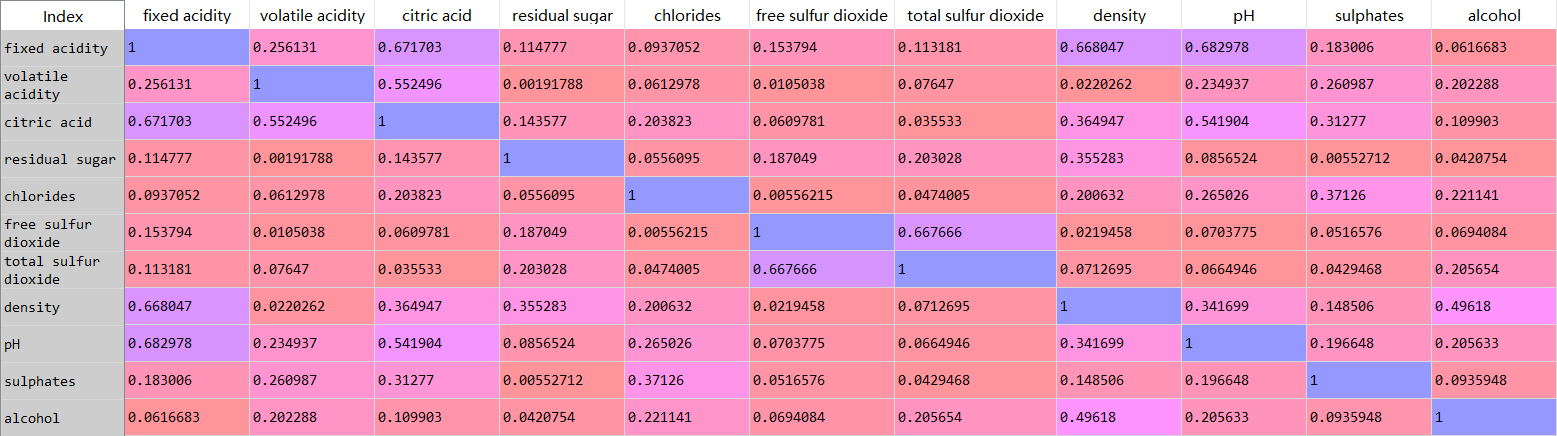 Index fixed acidity volatile acidity citric acid residual sugar chlorides free sulfur dioxide total sulfur dioxide density pH sulphates alcohol
fixed acidity 1 0.256131 0.671703 0.114777 0.0937052 0.153794 0.113181 0.668047 0.682978 0.183006 0.0616683
volatile
acidity 0.256131 1 0.552496 0.00191788 0.0612978 0.0105038 0.07647 0.0220262 0.234937 0.260987 0.202288
citric acid 0.671703 0.552496 1 0.143577 0.203823 0.0609781 0.035533 0.364947 0.541904 0.31277 0.109903
residual sugar 0.114777 0.00191788 0.143577 1 0.0556095 0.187049 0.203028 0.355283 0.0856524 0.00552712 0.0420754
chlorides 0.0937052 0.0612978 0.203823 0.0556095 1 0.00556215 0.0474005 0.200632 0.265026 0.37126 0.221141
free sulfur
dioxide 0.153794 0.0105038 0.0609781 0.187049 0.00556215 1 0.667666 0.0219458 0.0703775 0.0516576 0.0694084
total sulfur
dioxide 0.113181 0.07647 0.035533 0.203028 0.0474005 0.667666 1 0.0712695 0.0664946 0.0429468 0.205654
density 0.668047 0.0220262 0.364947 0.355283 0.200632 0.0219458 0.0712695 1 0.341699 0.148506 0.49618
pH 0.682978 0.234937 0.541904 0.0856524 0.265026 0.0703775 0.0664946 0.341699 1 0.196648 0.205633
sulphates 0.183006 0.260987 0.31277 0.00552712 0.37126 0.0516576 0.0429468 0.148506 0.196648 1 0.0935948
alcohol 0.0616683 0.202288 0.109903 0.0420754 0.221141 0.0694084 0.205654 0.49618 0.205633 0.0935948 1